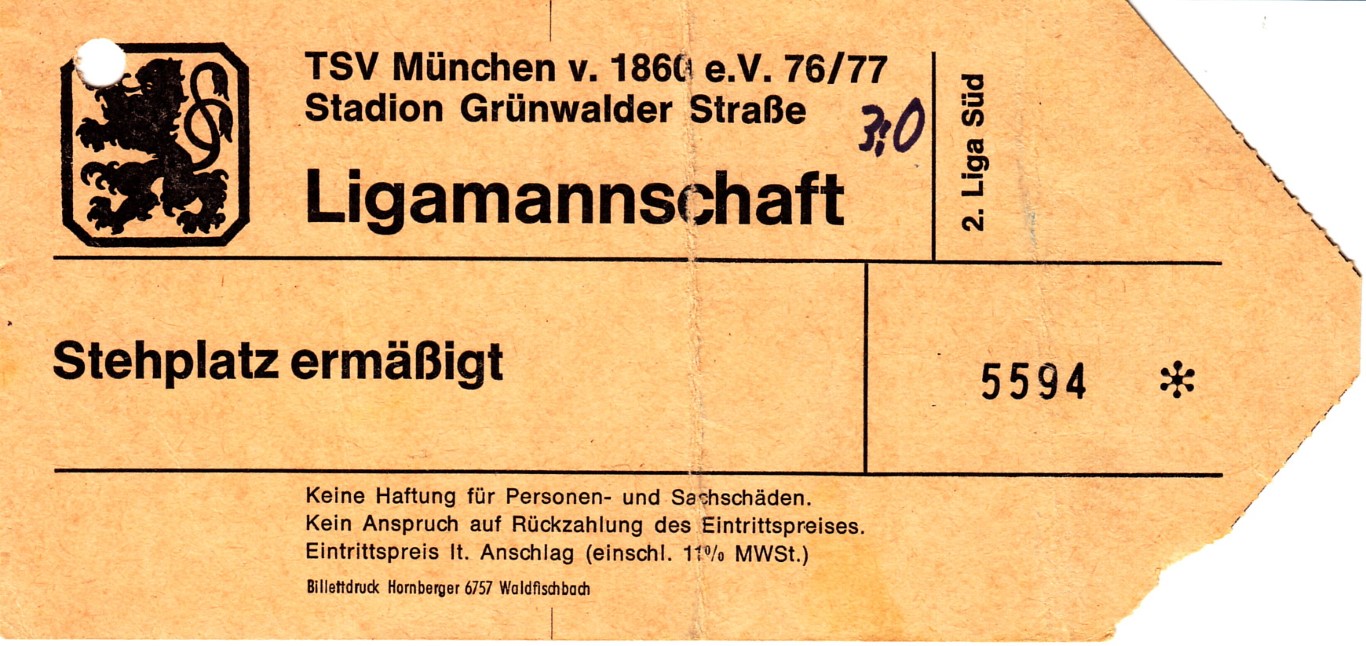 TSV München v. 1860 e.V. 76/77
Stadion Grünwalder Straße
3:0
Ligamannschaft
2. Liga Süd
Stehplatz ermäßigt
5594 *
Keine Haftung für Personen- und Sachschäden.
Kein Anspruch auf Rückzahlung des Eintrittspreises.
Eintrittspreis lt. Anschlag (einschl. 11% MWSt.)
Billettdruck Hornberger 6757 Waldfischbach